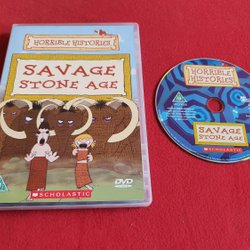 HORRIBLE HISTORIES
SAVAGE
STONE AGE
U
DVD
SCHOLASTIC
HORRIBLE
HISTORIES
SAVAGE
STONE AGE
SCHOLASTIC